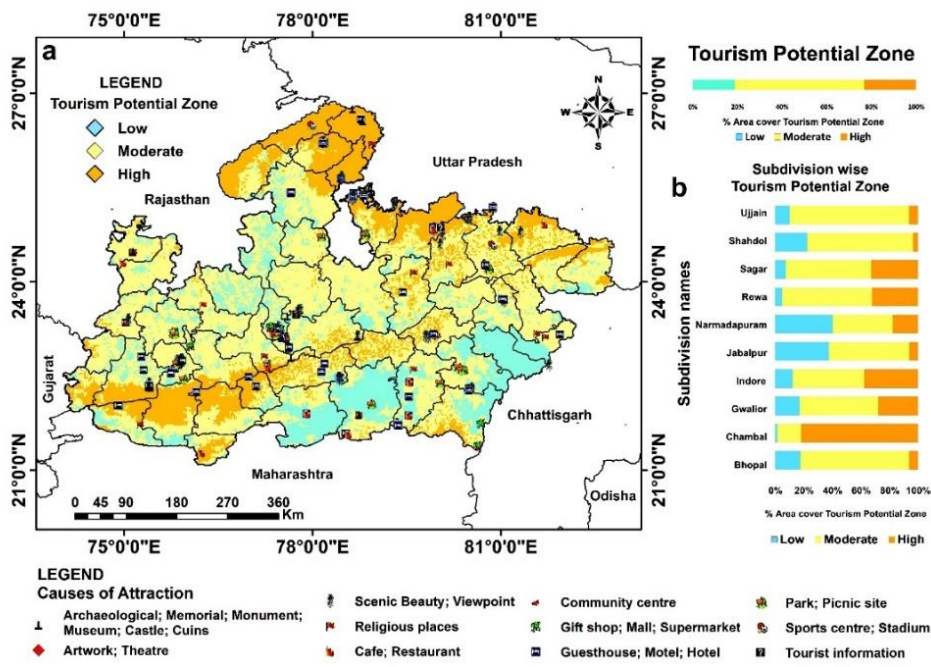 75°0'0"E 78°0'0"E 81°0'0"E
a
LEGEND
Tourism Potential Zone
Low
Moderate
High
N
W E
S
27°0'0"N
24°0'0"N
21°0'0"N
27°0'0"N
24°0'0"N
21°0'0"N
Rajasthan
Uttar Pradesh
Gujarat
Chhattisgarh
Maharashtra
Odisha
0 45 90 180 270 360
Km
75°0'0"E 78°0'0"E 81°0'0"E
Tourism Potential Zone
0% 20% 40% 60% 80% 100%
% Area cover Tourism Potential Zone
Low Moderate High
b
Subdivision wise
Tourism Potential Zone
Subdivision names
Ujjain
Shahdol
Sagar
Rewa
Narmadapuram
Jabalpur
Indore
Gwalior
Chambal
Bhopal
0% 20% 40% 60% 80% 100%
% Area cover Tourism Potential Zone
Low Moderate High
LEGEND
Causes of Attraction
Archaeological; Memorial; Monument;
Museum; Castle; Cuins
Artwork; Theatre
Scenic Beauty; Viewpoint
Religious places
Cafe; Restaurant
Community centre
Gift shop; Mall; Supermarket
Guesthouse; Motel; Hotel
Park; Picnic site
Sports centre; Stadium
? Tourist information